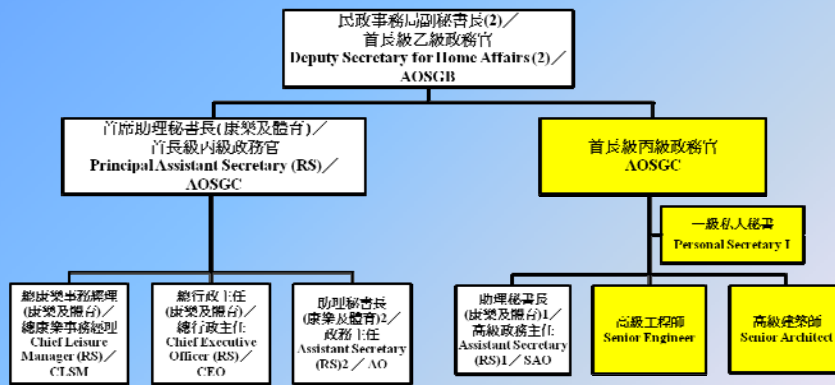 民政事務局副秘書長(2)／
首長級乙級政務官
Deputy Secretary for Home Affairs (2)／
AOSGB
首席助理秘書長(康樂及體育)／
首長級丙級政務官
Principal Assistant Secretary (RS)／
AOSGC
首長級丙級政務官
AOSGC
一級私人秘書
Personal Secretary I
總康樂事務經理
(康樂及體育)／
總康樂事務經理
Chief Leisure
Manager (RS)／
CLSM
總行政主任
(康樂及體育)／
總行政主任
Chief Executive
Officer (RS)／
CEO
助理秘書長
(康樂及體育)2／
政務主任
Assistant Secretary
(RS)2／AO
助理秘書長
(康樂及體育)1／
高級政務主任
Assistant Secretary
(RS)1／SAO
高級工程師
Senior Engineer
高級建築師
Senior Architect